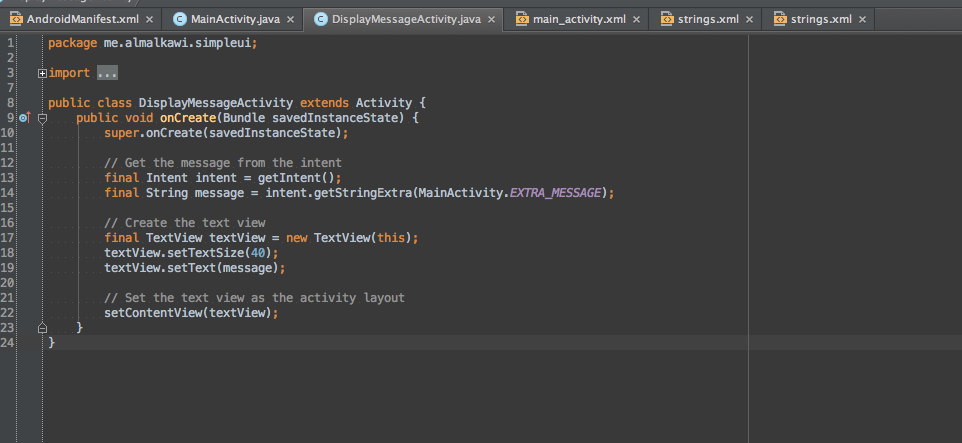 AndroidManifest.xml × MainActivity.java × DisplayMessageActivity.java × main_activity.xml × strings.xml × strings.xml ×
1 package me.almalkawi.simpleui;
2
3 import ...
7
8 public class DisplayMessageActivity extends Activity {
9 public void onCreate(Bundle savedInstanceState) {
10 super.onCreate(savedInstanceState);
11
12 // Get the message from the intent
13 final Intent intent = getIntent();
14 final String message = intent.getStringExtra(MainActivity.EXTRA_MESSAGE);
15
16 // Create the text view
17 final TextView textView = new TextView(this);
18 textView.setTextSize(40);
19 textView.setText(message);
20
21 // Set the text view as the activity layout
22 setContentView(textView);
23 }
24 }